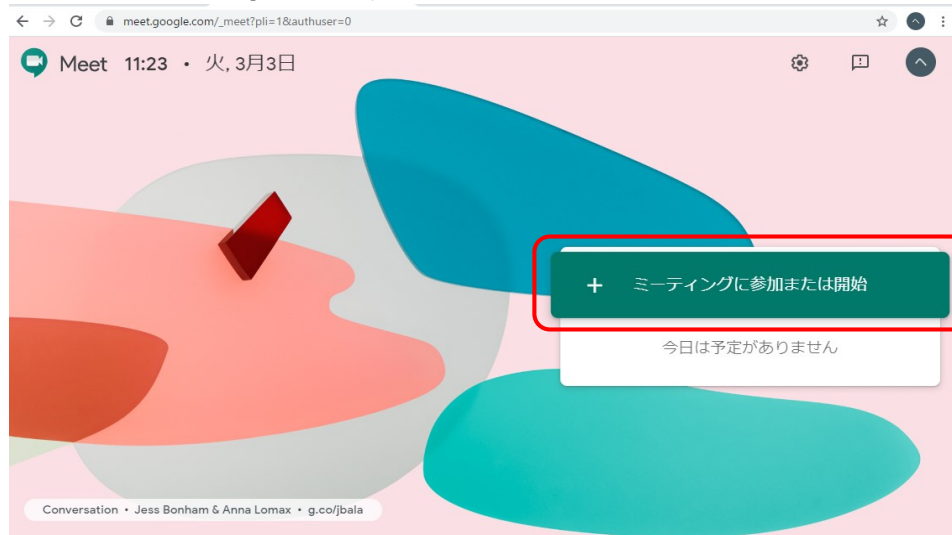 meet.google.com/_meet?pli=1&authuser=0
Meet 11:23 • 火, 3月3日
+ ミーティングに参加または開始
今日は予定がありません
Conversation • Jess Bonham & Anna Lomax • g.co/jbala